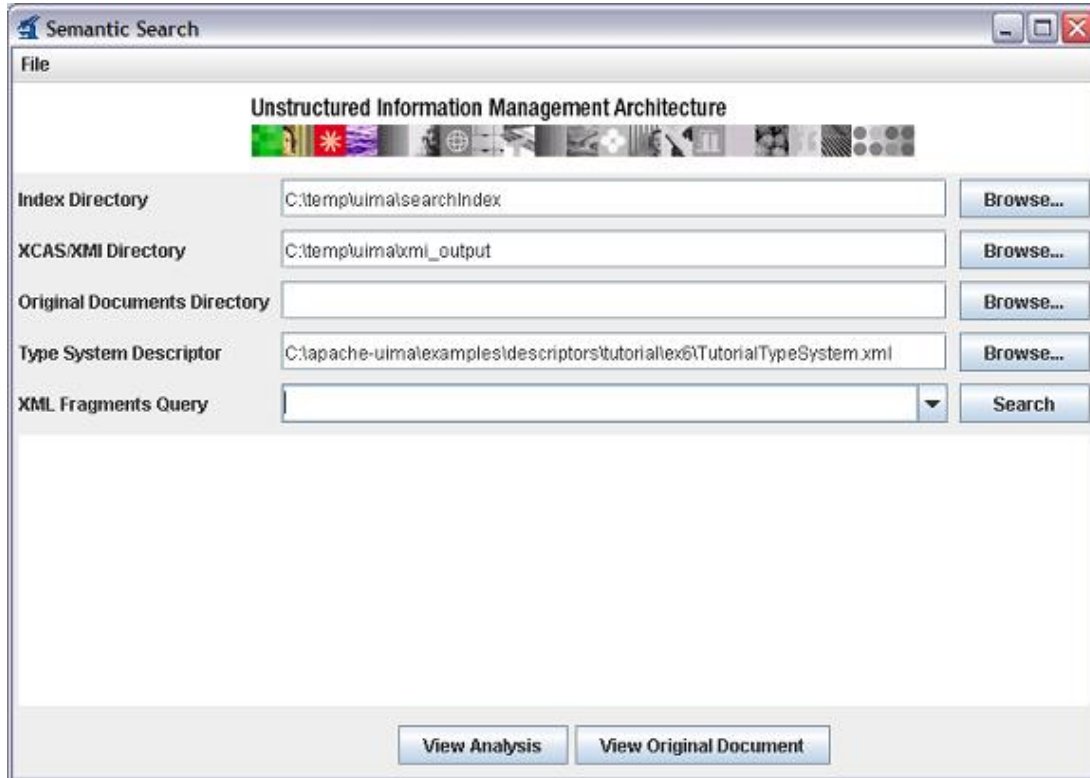 Semantic Search
File
Unstructured Information Management Architecture
Index Directory C:\temp\uima\searchIndex Browse...
XCAS/XMI Directory C:\temp\uima\xmi_output Browse...
Original Documents Directory Browse...
Type System Descriptor C:\apache-uima\examples\descriptors\tutorial\ex6\TutorialTypeSystem.xml Browse...
XML Fragments Query Search
View Analysis View Original Document